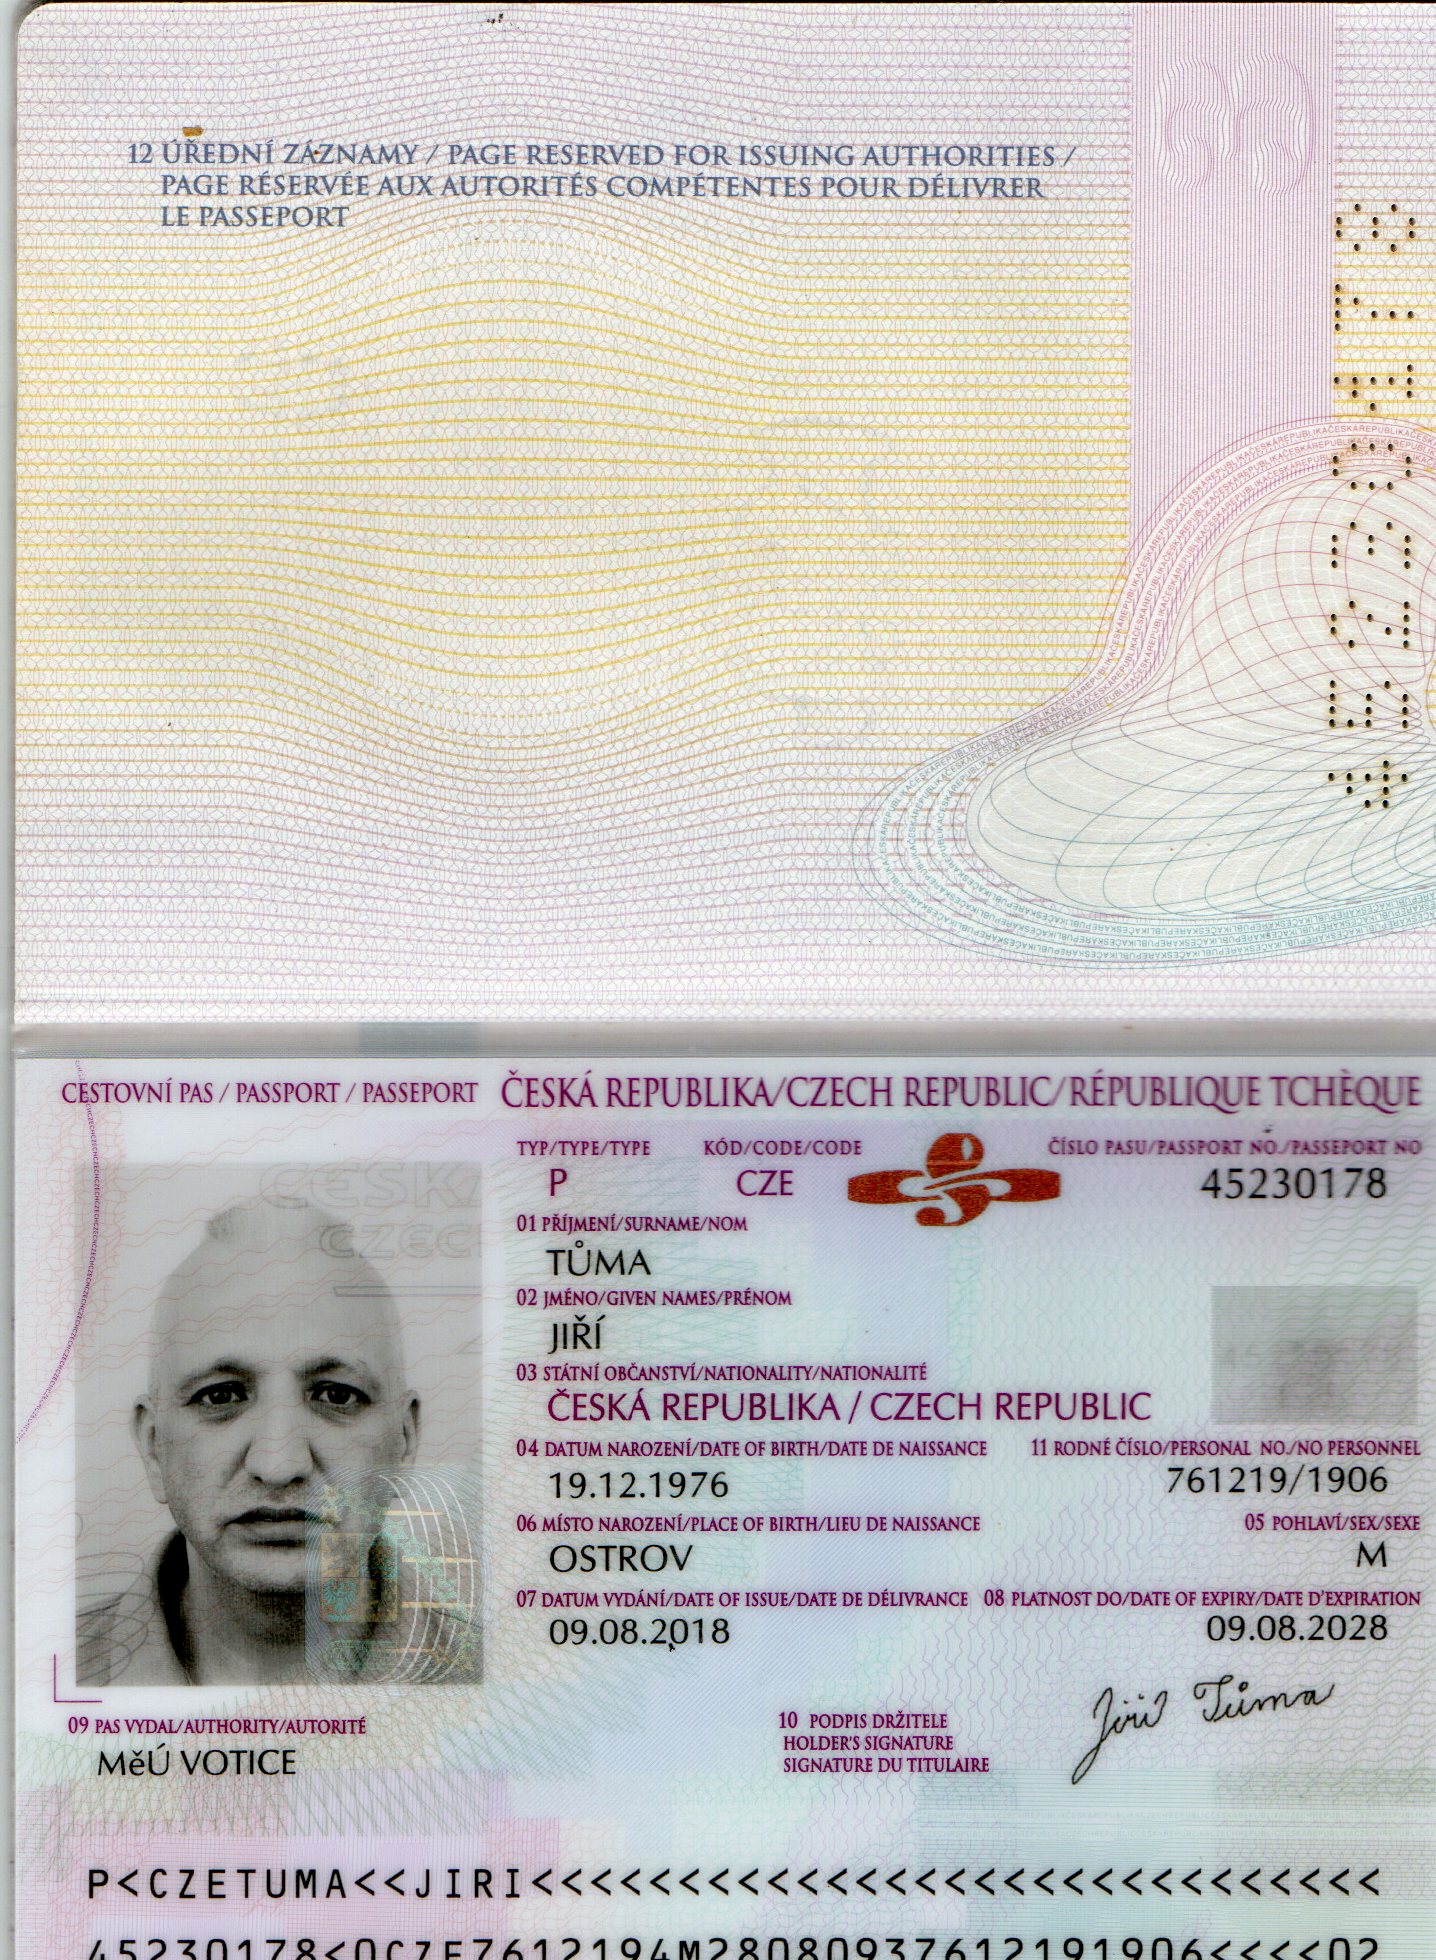 12 ÚŘEDNÍ ZÁZNAMY / PAGE RESERVED FOR ISSUING AUTHORITIES /
PAGE RÉSERVÉE AUX AUTORITÉS COMPÉTENTES POUR DÉLIVRER
LE PASSEPORT
45230178
CESTOVNÍ PAS / PASSPORT / PASSEPORT ČESKÁ REPUBLIKA/CZECH REPUBLIC/RÉPUBLIQUE TCHÈQUE
TYP/TYPE/TYPE KÓD/CODE/CODE ČÍSLO PASU/PASSPORT NO./PASSEPORT NO
P CZE 45230178
01 PŘÍJMENÍ/SURNAME/NOM
TŮMA
02 JMÉNO/GIVEN NAMES/PRÉNOM
JIŘÍ
03 STÁTNÍ OBČANSTVÍ/NATIONALITY/NATIONALITÉ
ČESKÁ REPUBLIKA / CZECH REPUBLIC
04 DATUM NAROZENÍ/DATE OF BIRTH/DATE DE NAISSANCE 11 RODNÉ ČÍSLO/PERSONAL NO./NO PERSONNEL
19.12.1976 761219/1906
06 MÍSTO NAROZENÍ/PLACE OF BIRTH/LIEU DE NAISSANCE 05 POHLAVÍ/SEX/SEXE
OSTROV M
07 DATUM VYDÁNÍ/DATE OF ISSUE/DATE DE DÉLIVRANCE 08 PLATNOST DO/DATE OF EXPIRY/DATE D'EXPIRATION
09.08.2018 09.08.2028
09 PAS VYDAL/AUTHORITY/AUTORITÉ
MěÚ VOTICE
10 PODPIS DRŽITELE
HOLDER'S SIGNATURE
SIGNATURE DU TITULAIRE
Jiří Tůma
P<CZETUMA<<JIRI<<<<<<<<<<<<<<<<<<<<<<<<<<<<<
45230178<0CZE7612194M28080937612191906<<<<02